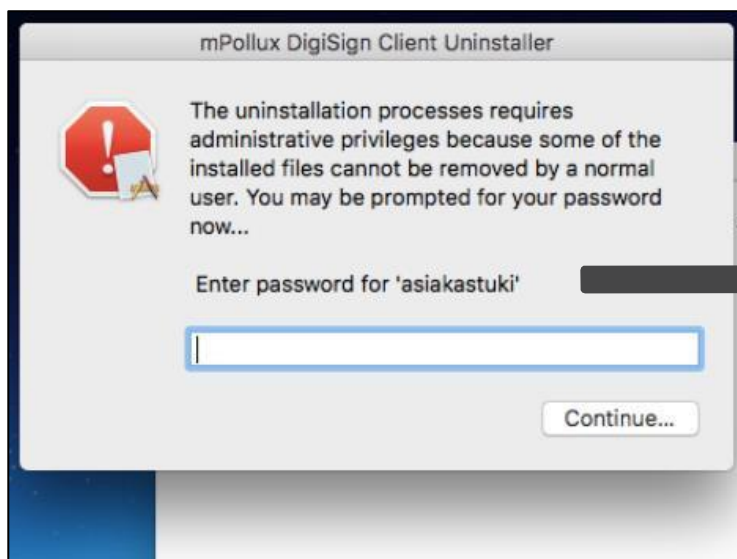 mPollux DigiSign Client Uninstaller
The uninstallation processes requires
administrative privileges because some of the
installed files cannot be removed by a normal
user. You may be prompted for your password
now...
Enter password for 'asiakastuki'
Continue...